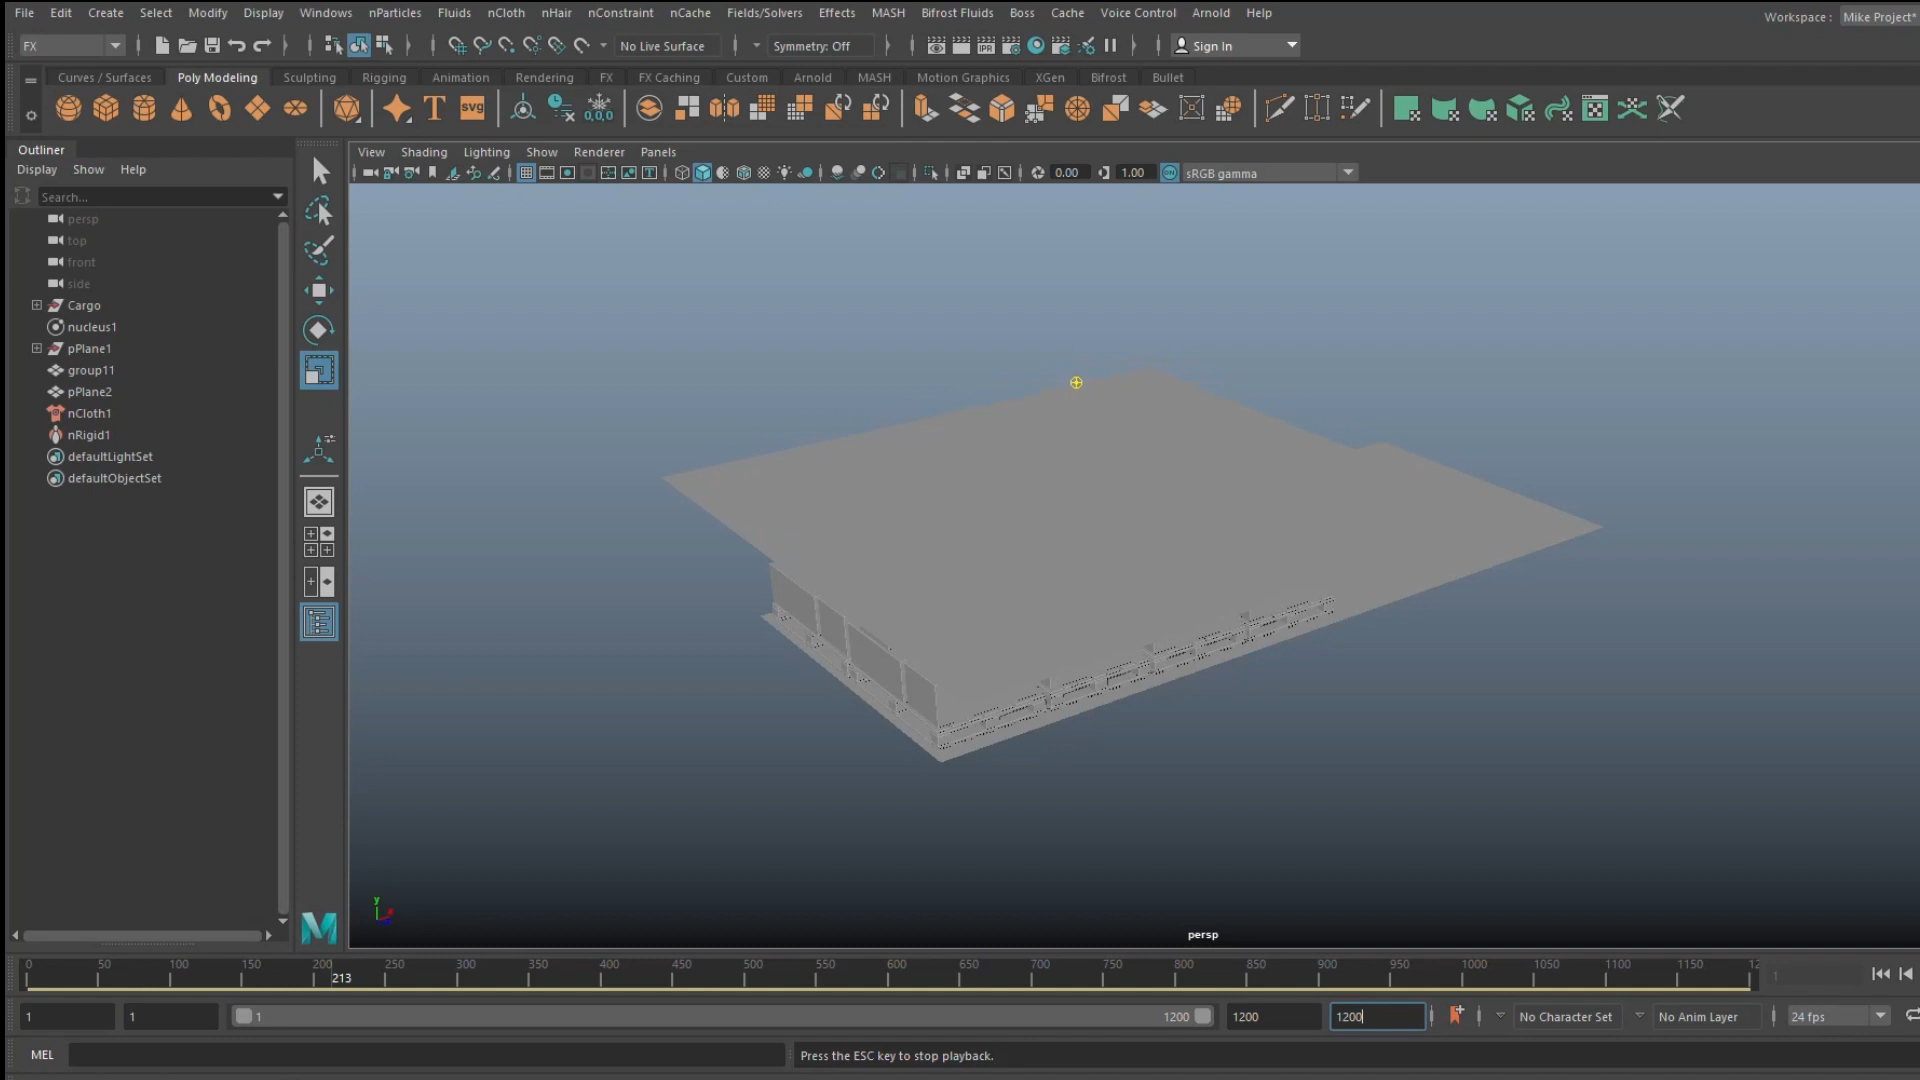 File Edit Create Select Modify Display Windows nParticles Fluids nCloth nHair nConstraint nCache Fields/Solvers Effects MASH Bifrost Fluids Boss Cache Voice Control Arnold Help
Workspace : Mike Project*
FX No Live Surface Symmetry: Off Sign In
Curves / Surfaces Poly Modeling Sculpting Rigging Animation Rendering FX FX Caching Custom Arnold MASH Motion Graphics XGen Bifrost Bullet
T SVG 0,0,0
Outliner
Display Show Help
Search...
persp
top
front
side
Cargo
nucleus1
pPlane1
group11
pPlane2
nCloth1
nRigid1
defaultLightSet
defaultObjectSet
View Shading Lighting Show Renderer Panels
0.00 1.00 ON sRGB gamma
y
persp
0 50 100 150 200 250 300 350 400 450 500 550 600 650 700 750 800 850 900 950 1000 1050 1100 1150 12
213
1
1 1 1 1200 1200 1200 No Character Set No Anim Layer 24 fps
MEL Press the ESC key to stop playback.